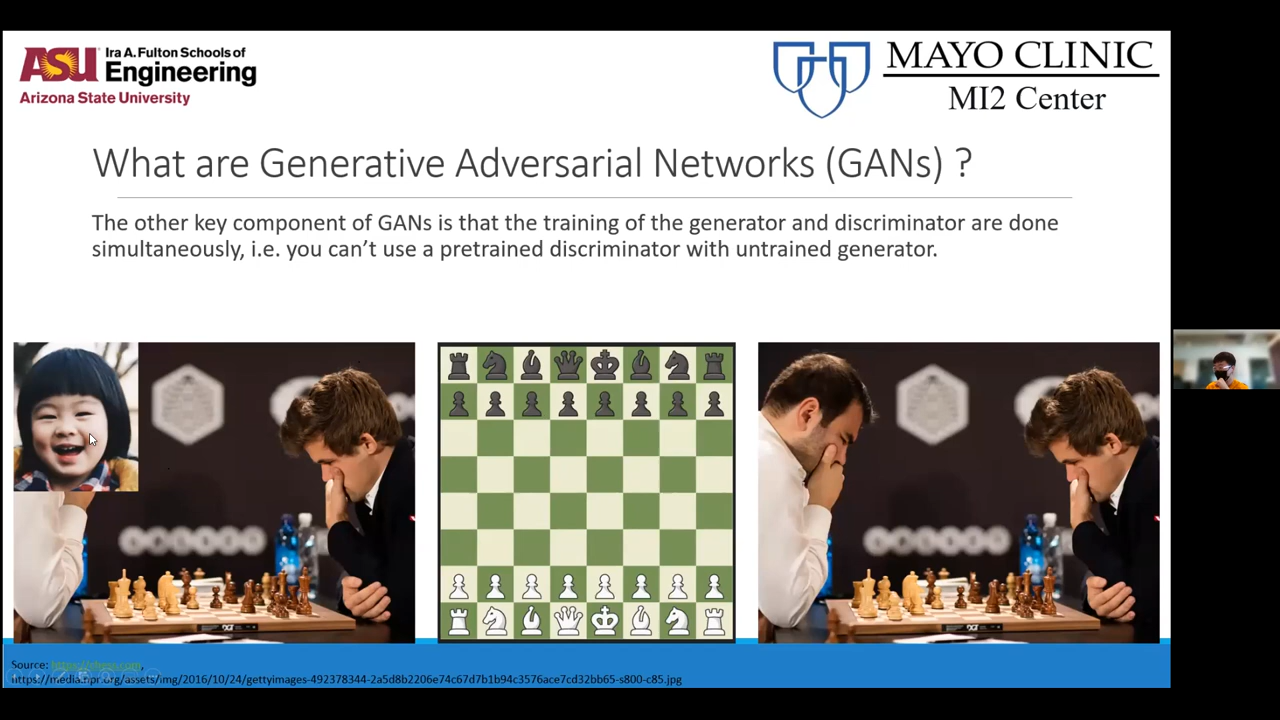 ASU Ira A. Fulton Schools of
Engineering
Arizona State University
MAYO CLINIC
MI2 Center
What are Generative Adversarial Networks (GANs) ?
The other key component of GANs is that the training of the generator and discriminator are done
simultaneously, i.e. you can't use a pretrained discriminator with untrained generator.
Source: https://chess.com,
https://media.npr.org/assets/img/2016/10/24/gettyimages-492378344-2a5d8b2206e74c67d7b1b94c3576ace7cd32bb65-s800-c85.jpg